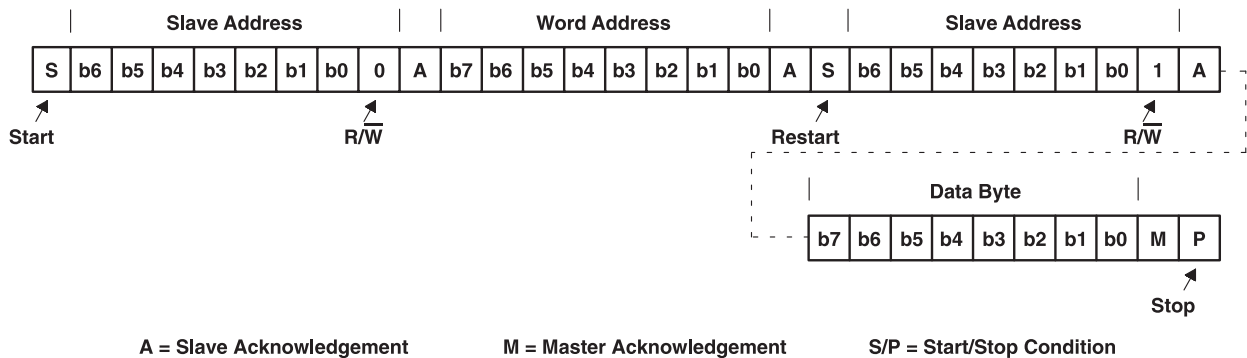 Slave Address Word Address Slave Address
S b6 b5 b4 b3 b2 b1 b0 0 A b7 b6 b5 b4 b3 b2 b1 b0 A S b6 b5 b4 b3 b2 b1 b0 1 A
Start R/W̅ Restart R/W̅
Data Byte
b7 b6 b5 b4 b3 b2 b1 b0 M P
Stop
A = Slave Acknowledgement M = Master Acknowledgement S/P = Start/Stop Condition